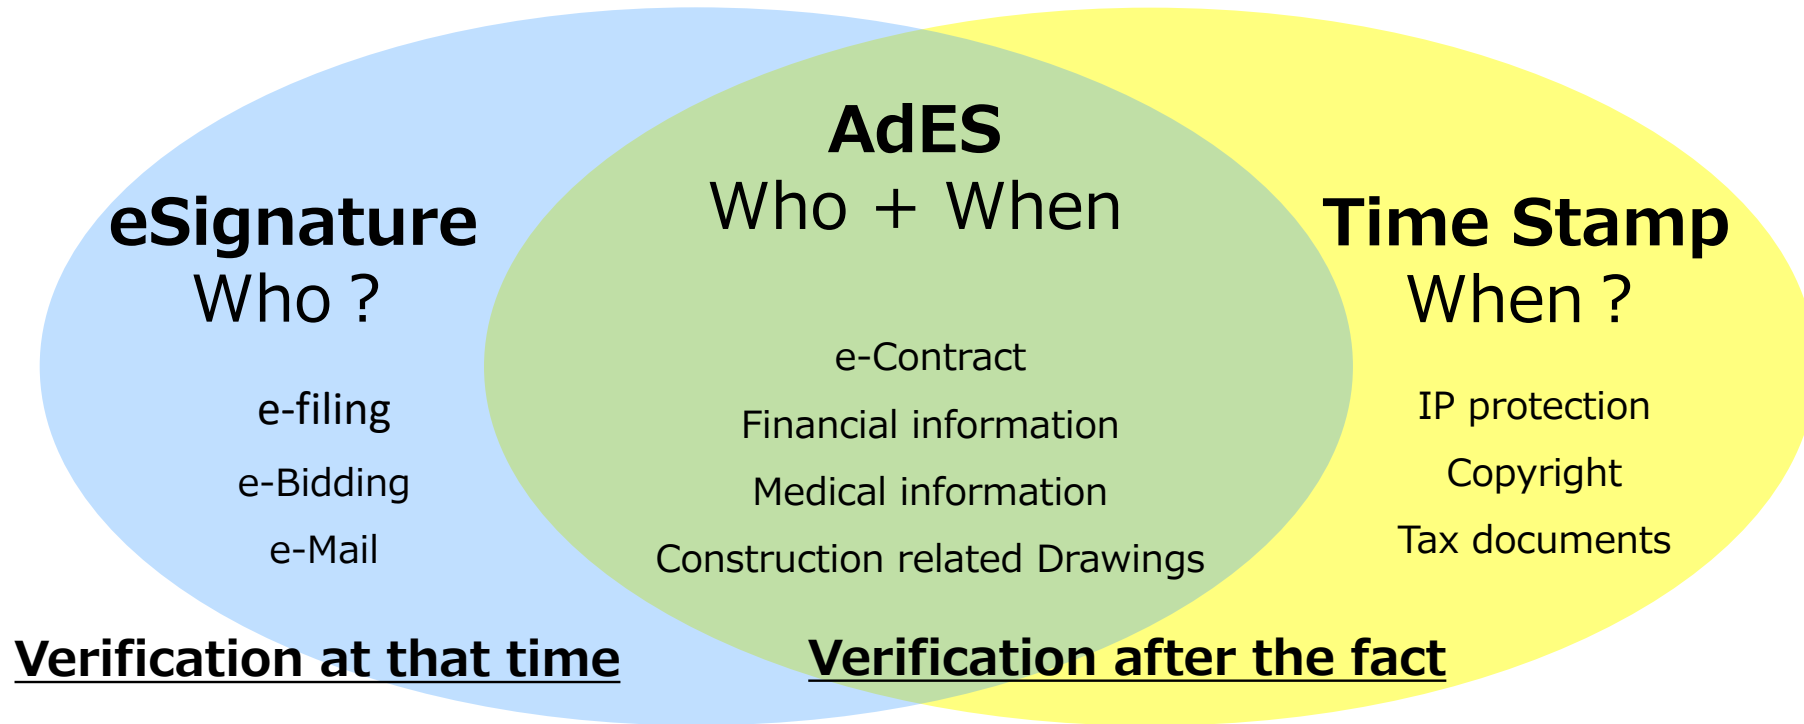 eSignature
Who ?
e-filing
e-Bidding
e-Mail
Verification at that time
AdES
Who + When
e-Contract
Financial information
Medical information
Construction related Drawings
Verification after the fact
Time Stamp
When ?
IP protection
Copyright
Tax documents